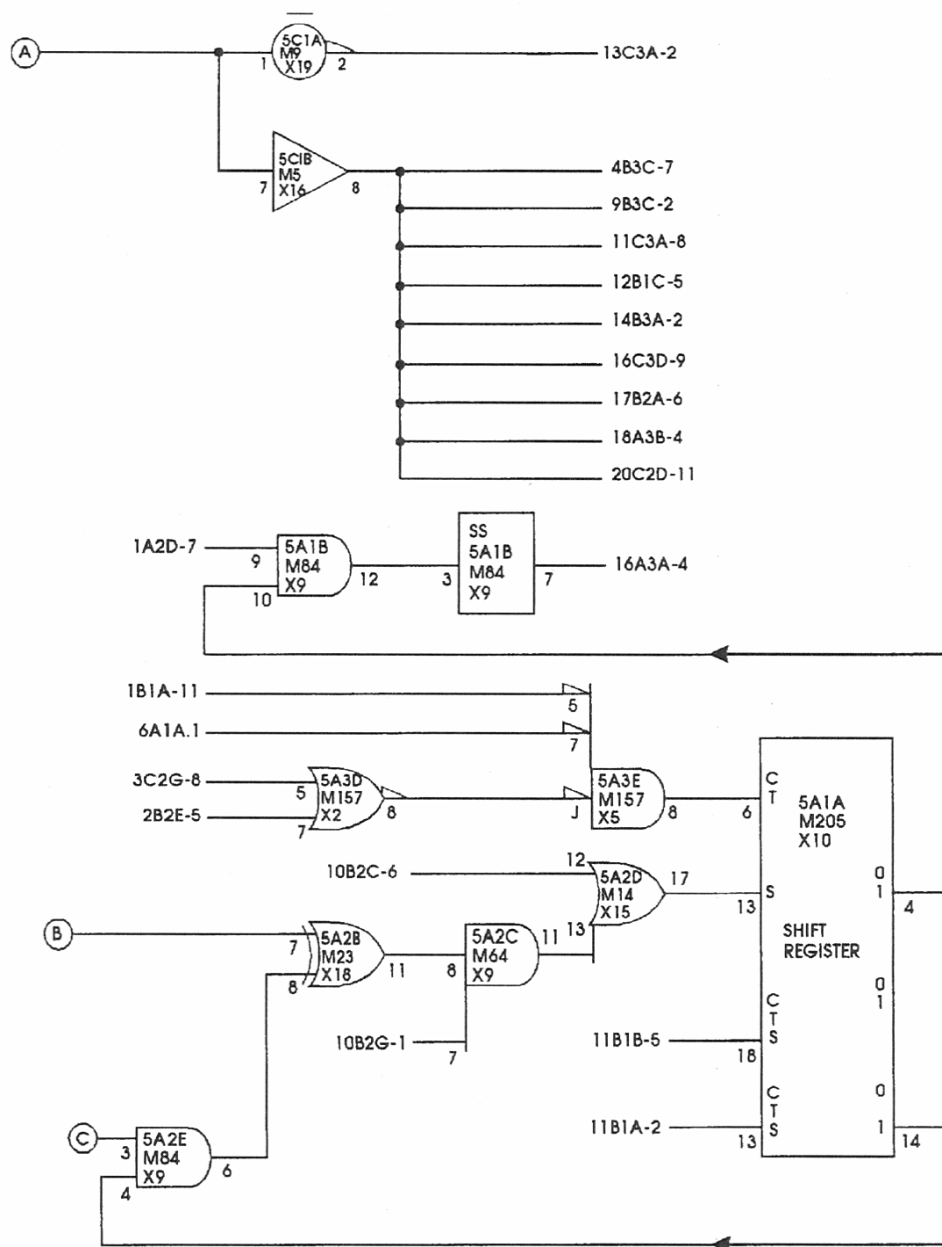 A
5C1A
M9
X19
1
2
13C3A-2
5CIB
M5
X16
7
8
4B3C-7
9B3C-2
11C3A-8
12B1C-5
14B3A-2
16C3D-9
17B2A-6
18A3B-4
20C2D-11
1A2D-7
9
10
5A1B
M84
X9
12
3
SS
5A1B
M84
X9
7
16A3A-4
1B1A-11
5
6A1A.1
7
3C2G-8
5
2B2E-5
7
5A3D
M157
X2
8
J
5A3E
M157
X5
8
6
C
T
5A1A
M205
X10
10B2C-6
12
13
5A2D
M14
X15
17
13
S
0
1
4
SHIFT
REGISTER
B
7
8
5A2B
M23
X18
11
8
5A2C
M64
X9
11
10B2G-1
7
0
1
C
T
S
11B1B-5
18
C
T
S
11B1A-2
13
0
1
14
C
3
4
5A2E
M84
X9
6